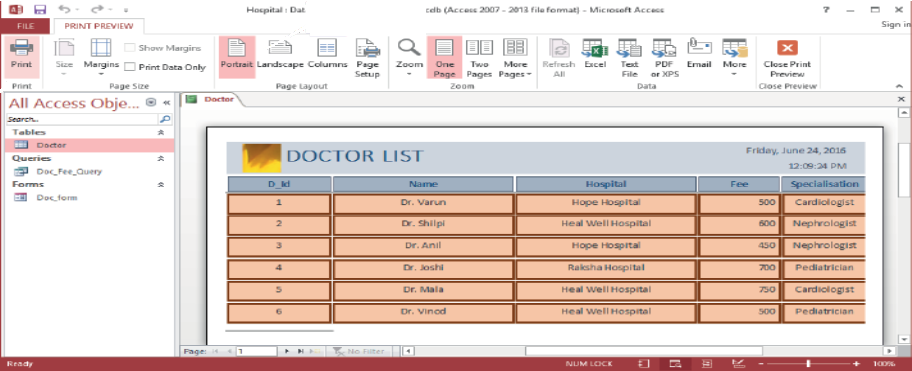 Hospital : Dat cdb (Access 2007 - 2013 file format) - Microsoft Access ?
FILE PRINT PREVIEW Sign in
Print Size Margins Show Margins Print Data Only Portrait Landscape Columns Page Setup Zoom One Page Two Pages More Pages Refresh All Excel Text File PDF or XPS Email More Close Print Preview
Print Page Size Page Layout Zoom Data Close Preview
All Access Obje... «
Search...
Tables
Doctor
Queries
Doc_Fee_Query
Forms
Doc_form
Doctor
DOCTOR LIST
Friday, June 24, 2016
12:09:24 PM
D_Id Name Hospital Fee Specialisation
1 Dr. Varun Hope Hospital 500 Cardiologist
2 Dr. Shilpi Heal Well Hospital 600 Nephrologist
3 Dr. Anil Hope Hospital 450 Nephrologist
4 Dr. Joshi Raksha Hospital 700 Pediatrician
5 Dr. Mala Heal Well Hospital 750 Cardiologist
6 Dr. Vinod Heal Well Hospital 500 Pediatrician
Page: 1 No Filter
Ready NUM LOCK 100%